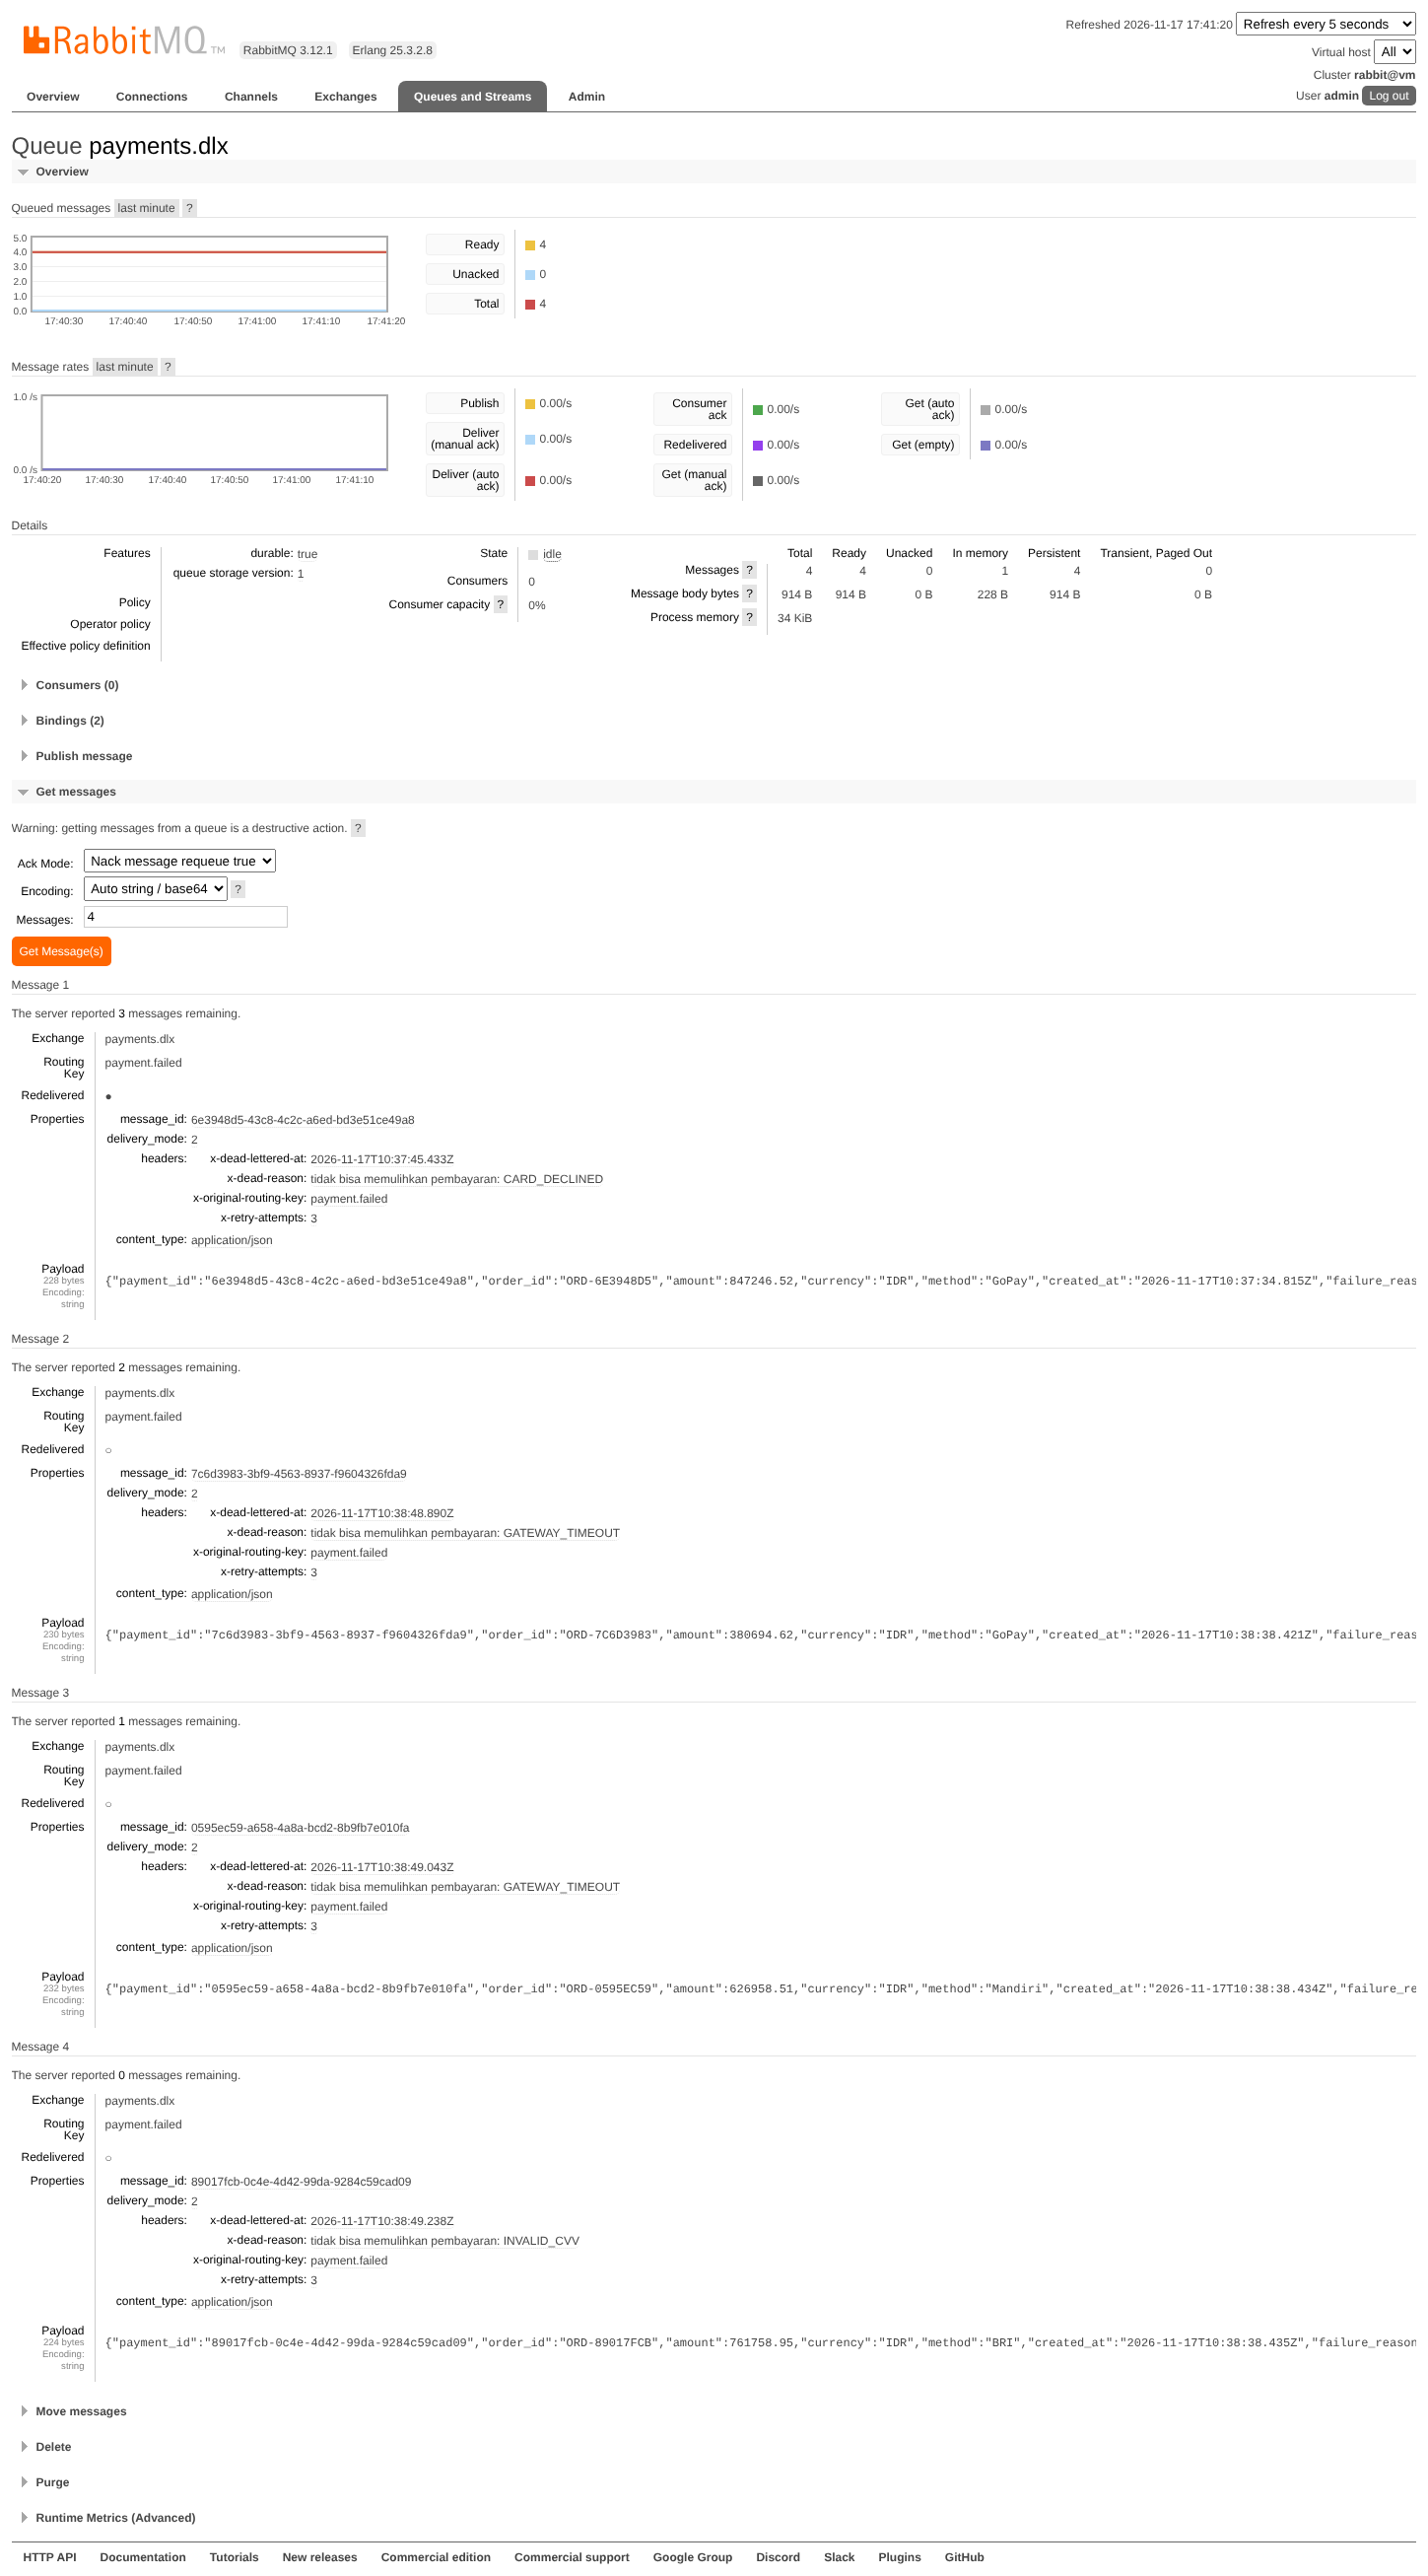 RabbitMQ TM RabbitMQ 3.12.1 Erlang 25.3.2.8
Refreshed 2026-11-17 17:41:20 Refresh every 5 seconds
Virtual host All
Cluster rabbit@vm
User admin Log out
Overview Connections Channels Exchanges Queues and Streams Admin
Queue payments.dlx
Overview
Queued messages last minute ?
5.0
4.0
3.0
2.0
1.0
0.0
17:40:30 17:40:40 17:40:50 17:41:00 17:41:10 17:41:20
Ready 4
Unacked 0
Total 4
Message rates last minute ?
1.0 /s
0.0 /s
17:40:20 17:40:30 17:40:40 17:40:50 17:41:00 17:41:10
Publish 0.00/s
Deliver (manual ack) 0.00/s
Deliver (auto ack) 0.00/s
Consumer ack 0.00/s
Redelivered 0.00/s
Get (manual ack) 0.00/s
Get (auto ack) 0.00/s
Get (empty) 0.00/s
Details
Features durable: true
queue storage version: 1
Policy
Operator policy
Effective policy definition
State idle
Consumers 0
Consumer capacity ? 0%
Total Ready Unacked In memory Persistent Transient, Paged Out
Messages ? 4 4 0 1 4 0
Message body bytes ? 914 B 914 B 0 B 228 B 914 B 0 B
Process memory ? 34 KiB
Consumers (0)
Bindings (2)
Publish message
Get messages
Warning: getting messages from a queue is a destructive action. ?
Ack Mode: Nack message requeue true
Encoding: Auto string / base64 ?
Messages: 4
Get Message(s)
Message 1
The server reported 3 messages remaining.
Exchange payments.dlx
Routing Key payment.failed
Redelivered ●
Properties message_id: 6e3948d5-43c8-4c2c-a6ed-bd3e51ce49a8
delivery_mode: 2
headers: x-dead-lettered-at: 2026-11-17T10:37:45.433Z
x-dead-reason: tidak bisa memulihkan pembayaran: CARD_DECLINED
x-original-routing-key: payment.failed
x-retry-attempts: 3
content_type: application/json
Payload
228 bytes
Encoding: string
{"payment_id":"6e3948d5-43c8-4c2c-a6ed-bd3e51ce49a8","order_id":"ORD-6E3948D5","amount":847246.52,"currency":"IDR","method":"GoPay","created_at":"2026-11-17T10:37:34.815Z","failure_reas
Message 2
The server reported 2 messages remaining.
Exchange payments.dlx
Routing Key payment.failed
Redelivered ○
Properties message_id: 7c6d3983-3bf9-4563-8937-f9604326fda9
delivery_mode: 2
headers: x-dead-lettered-at: 2026-11-17T10:38:48.890Z
x-dead-reason: tidak bisa memulihkan pembayaran: GATEWAY_TIMEOUT
x-original-routing-key: payment.failed
x-retry-attempts: 3
content_type: application/json
Payload
230 bytes
Encoding: string
{"payment_id":"7c6d3983-3bf9-4563-8937-f9604326fda9","order_id":"ORD-7C6D3983","amount":380694.62,"currency":"IDR","method":"GoPay","created_at":"2026-11-17T10:38:38.421Z","failure_reas
Message 3
The server reported 1 messages remaining.
Exchange payments.dlx
Routing Key payment.failed
Redelivered ○
Properties message_id: 0595ec59-a658-4a8a-bcd2-8b9fb7e010fa
delivery_mode: 2
headers: x-dead-lettered-at: 2026-11-17T10:38:49.043Z
x-dead-reason: tidak bisa memulihkan pembayaran: GATEWAY_TIMEOUT
x-original-routing-key: payment.failed
x-retry-attempts: 3
content_type: application/json
Payload
232 bytes
Encoding: string
{"payment_id":"0595ec59-a658-4a8a-bcd2-8b9fb7e010fa","order_id":"ORD-0595EC59","amount":626958.51,"currency":"IDR","method":"Mandiri","created_at":"2026-11-17T10:38:38.434Z","failure_re
Message 4
The server reported 0 messages remaining.
Exchange payments.dlx
Routing Key payment.failed
Redelivered ○
Properties message_id: 89017fcb-0c4e-4d42-99da-9284c59cad09
delivery_mode: 2
headers: x-dead-lettered-at: 2026-11-17T10:38:49.238Z
x-dead-reason: tidak bisa memulihkan pembayaran: INVALID_CVV
x-original-routing-key: payment.failed
x-retry-attempts: 3
content_type: application/json
Payload
224 bytes
Encoding: string
{"payment_id":"89017fcb-0c4e-4d42-99da-9284c59cad09","order_id":"ORD-89017FCB","amount":761758.95,"currency":"IDR","method":"BRI","created_at":"2026-11-17T10:38:38.435Z","failure_reason
Move messages
Delete
Purge
Runtime Metrics (Advanced)
HTTP API Documentation Tutorials New releases Commercial edition Commercial support Google Group Discord Slack Plugins GitHub